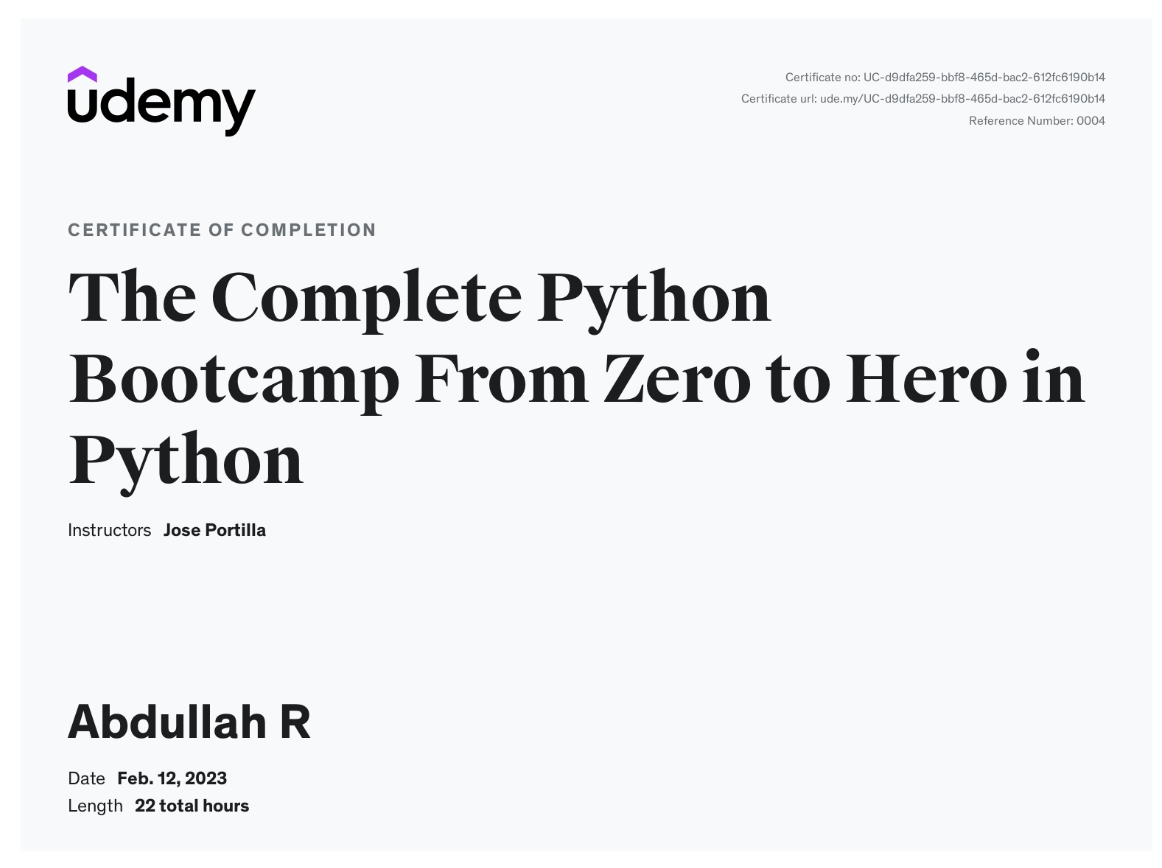 udemy
Certificate no: UC-d9dfa259-bbf8-465d-bac2-612fc6190b14
Certificate url: ude.my/UC-d9dfa259-bbf8-465d-bac2-612fc6190b14
Reference Number: 0004
CERTIFICATE OF COMPLETION
The Complete Python
Bootcamp From Zero to Hero in
Python
Instructors Jose Portilla
Abdullah R
Date Feb. 12, 2023
Length 22 total hours